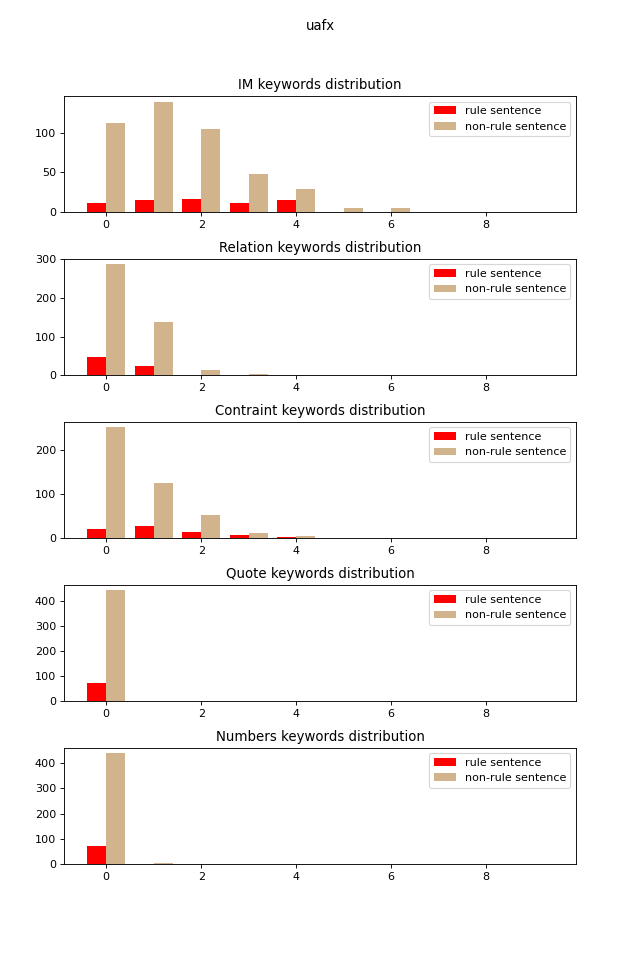 uafx
IM keywords distribution
rule sentence
non-rule sentence
100
50
0
0 2 4 6 8
Relation keywords distribution
rule sentence
non-rule sentence
300
200
100
0
0 2 4 6 8
Contraint keywords distribution
rule sentence
non-rule sentence
200
100
0
0 2 4 6 8
Quote keywords distribution
rule sentence
non-rule sentence
400
300
200
100
0
0 2 4 6 8
Numbers keywords distribution
rule sentence
non-rule sentence
400
300
200
100
0
0 2 4 6 8